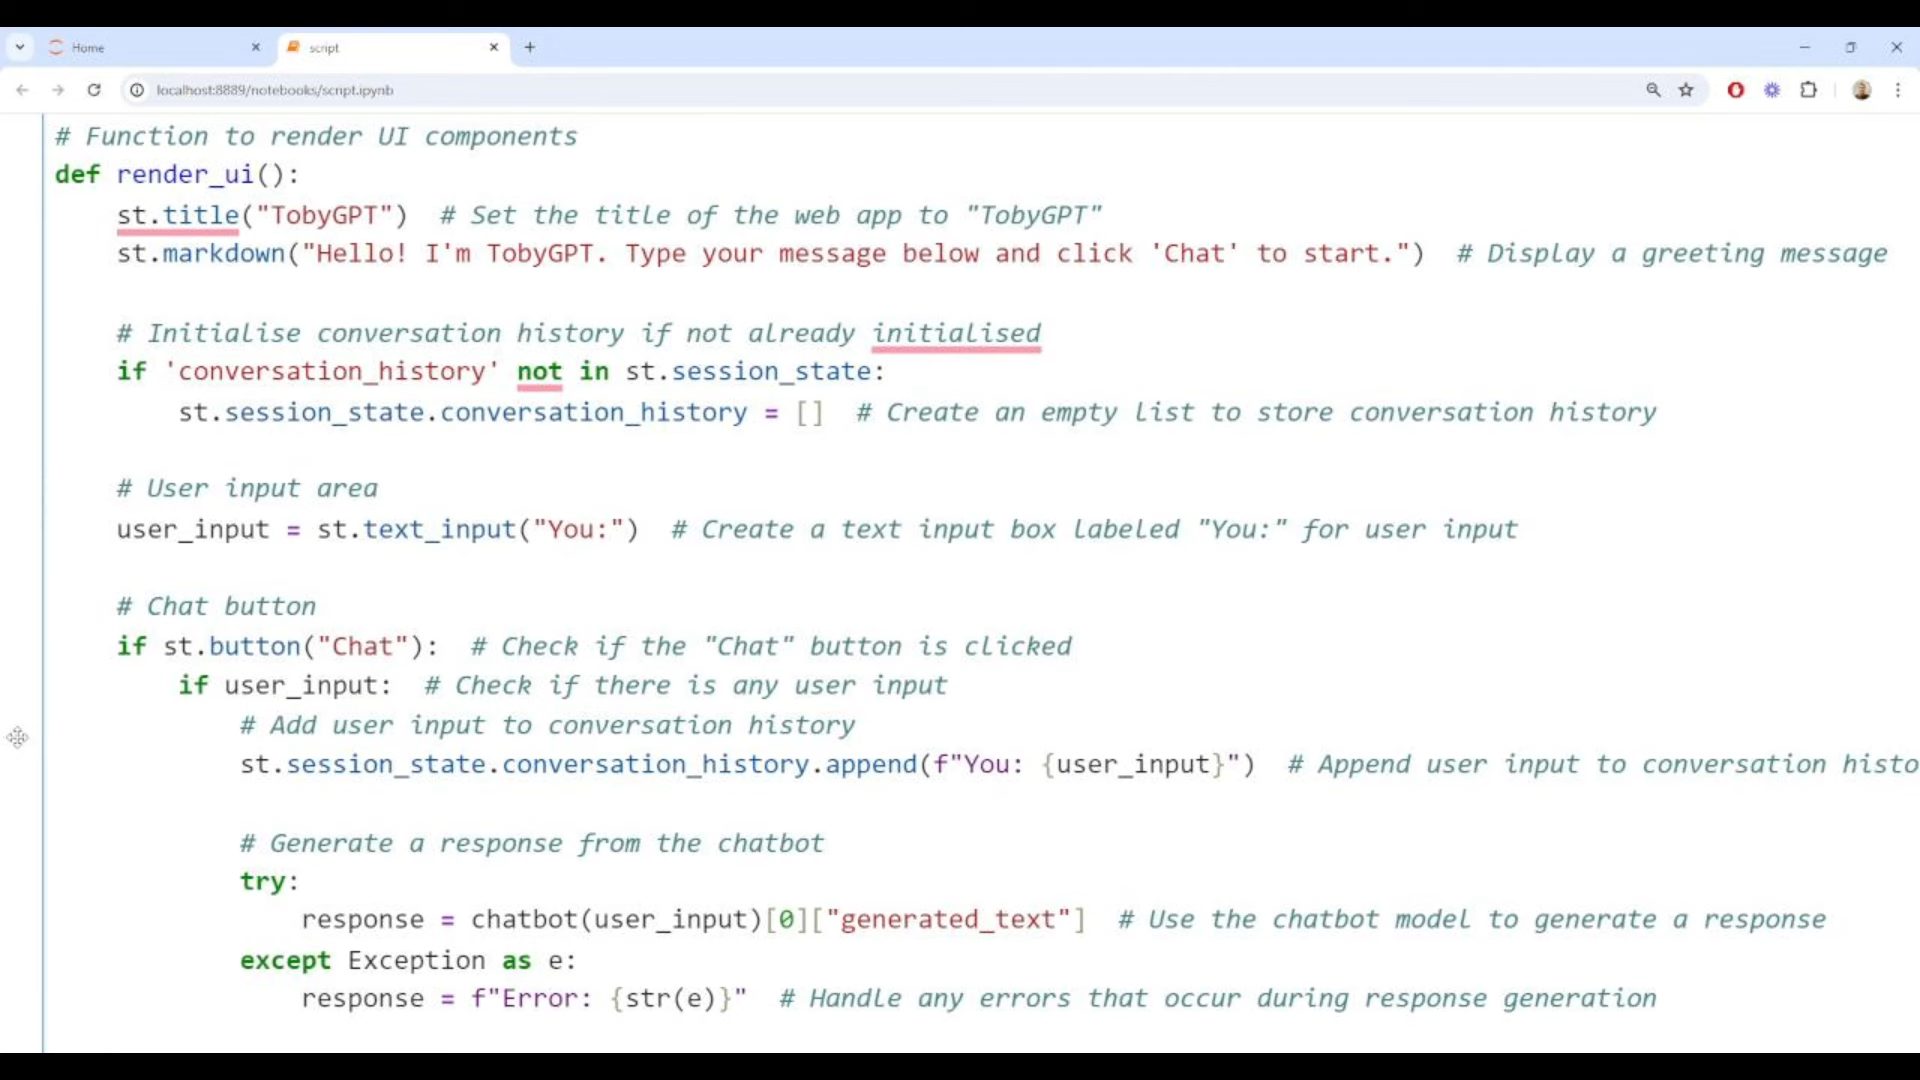 Home
script
localhost:8889/notebooks/script.ipynb
# Function to render UI components
def render_ui():
    st.title("TobyGPT")  # Set the title of the web app to "TobyGPT"
    st.markdown("Hello! I'm TobyGPT. Type your message below and click 'Chat' to start.")  # Display a greeting message
    # Initialise conversation history if not already initialised
    if 'conversation_history' not in st.session_state:
        st.session_state.conversation_history = []  # Create an empty list to store conversation history
    # User input area
    user_input = st.text_input("You:")  # Create a text input box labeled "You:" for user input
    # Chat button
    if st.button("Chat"):  # Check if the "Chat" button is clicked
        if user_input:  # Check if there is any user input
            # Add user input to conversation history
            st.session_state.conversation_history.append(f"You: {user_input}")  # Append user input to conversation histo
            # Generate a response from the chatbot
            try:
                response = chatbot(user_input)[0]["generated_text"]  # Use the chatbot model to generate a response
            except Exception as e:
                response = f"Error: {str(e)}"  # Handle any errors that occur during response generation